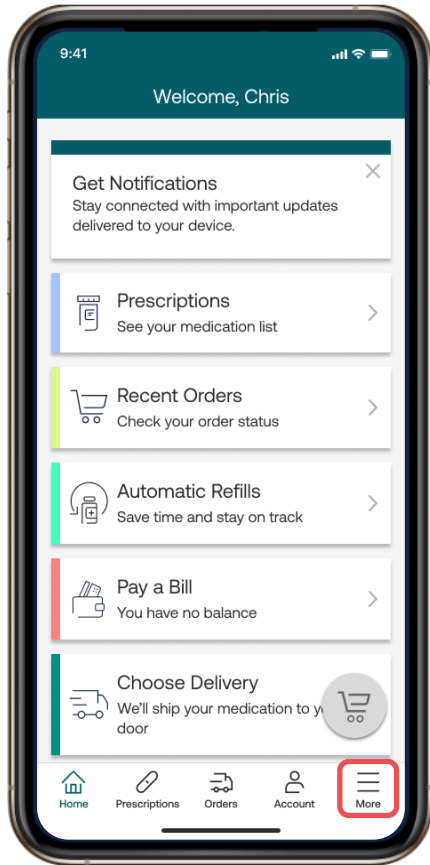 9:41
Welcome, Chris
Get Notifications
Stay connected with important updates
delivered to your device.
Prescriptions
See your medication list
Recent Orders
Check your order status
Automatic Refills
Save time and stay on track
Pay a Bill
You have no balance
Choose Delivery
We'll ship your medication to
door
Home Prescriptions Orders Account More